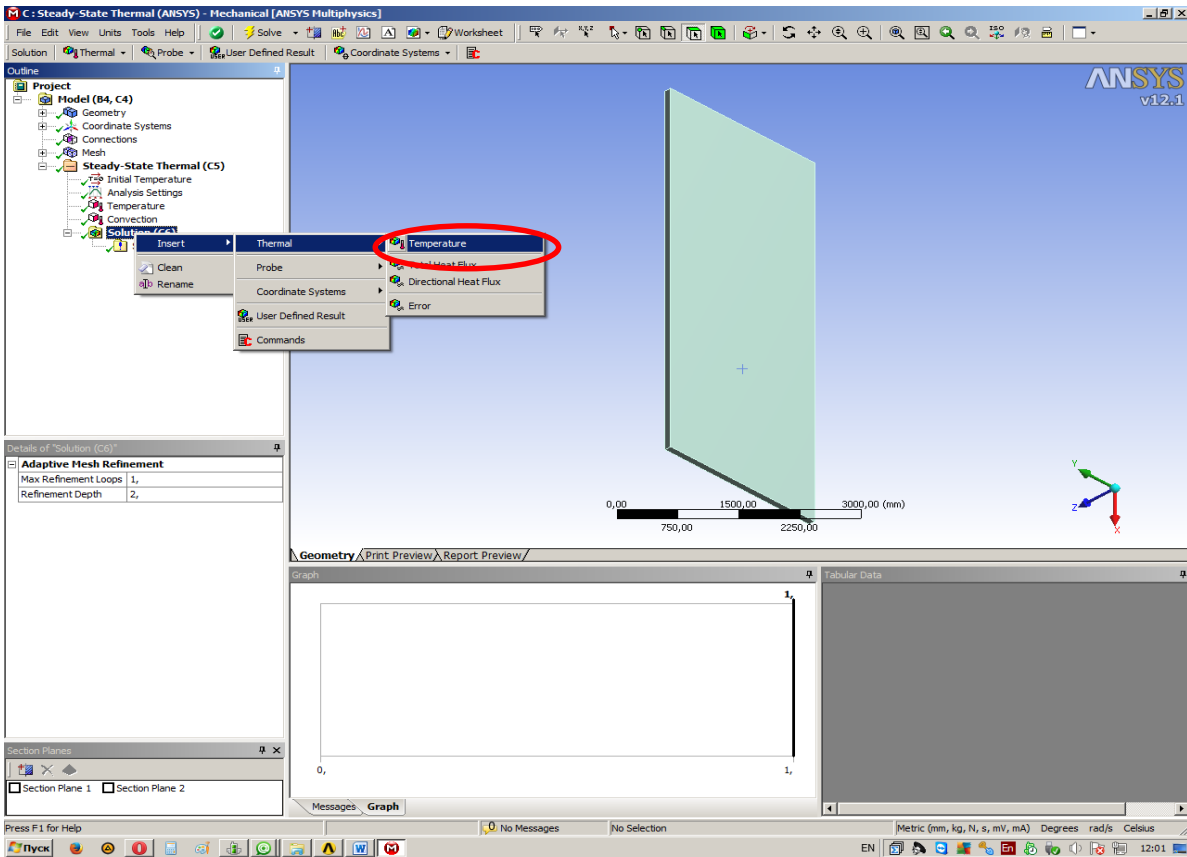 C : Steady-State Thermal (ANSYS) - Mechanical [ANSYS Multiphysics]
File Edit View Units Tools Help Solve Worksheet
Solution Thermal Probe User Defined Result Coordinate Systems
Outline
Project
Model (B4, C4)
Geometry
Coordinate Systems
Connections
Mesh
Steady-State Thermal (C5)
Initial Temperature
Analysis Settings
Temperature
Convection
Solution (C6)
Insert
Clean
Rename
Thermal
Probe
Coordinate Systems
User Defined Result
Commands
Temperature
Total Heat Flux
Directional Heat Flux
Error
ANSYS
v12.1
0,00 1500,00 3000,00 (mm)
750,00 2250,00
Y
Z
X
Geometry Print Preview Report Preview
Details of "Solution (C6)"
Adaptive Mesh Refinement
Max Refinement Loops 1,
Refinement Depth 2,
Graph
1,
0, 1,
Messages Graph
Tabular Data
Section Planes
Section Plane 1 Section Plane 2
Press F1 for Help 0 No Messages No Selection Metric (mm, kg, N, s, mV, mA) Degrees rad/s Celsius
Пуск EN En 12:01